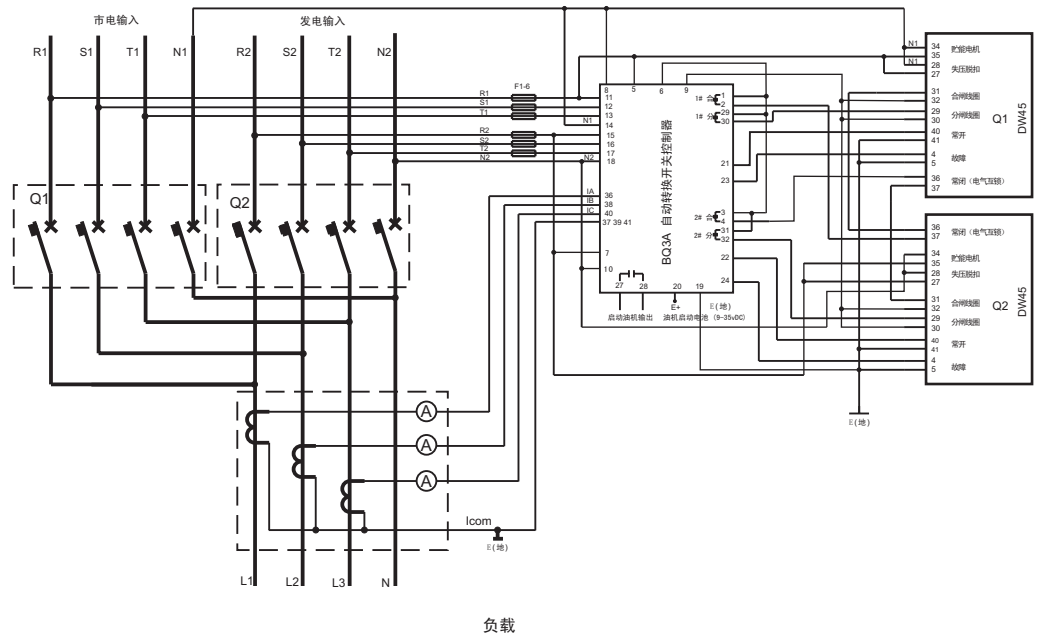 市电输入
发电输入
R1 S1 T1 N1 R2 S2 T2 N2
F1-6
R1
S1
T1
N1
R2
S2
T2
N2
N2
Q1
Q2
IA
IB
IC
8 5 6 9
11
12
13
14
15
16
17
18
36
38
40
37 39 41
7
10
BQ3A 自动转换开关控制器
1# 合
1
2
1# 分
29
30
21
23
2# 合
3
4
2# 分
31
32
22
24
27 28 20 19
E+
E(地)
启动油机输出
油机启动电池 (9-35vDC)
N1
N1
34 贮能电机
35
28 失压脱扣
27
31 合闸线圈
32
29 分闸线圈
30
40 常开
41
4 故障
5
36 常闭(电气互锁)
37
Q1
DW45
36 常闭(电气互锁)
37
34 贮能电机
35
28 失压脱扣
27
31 合闸线圈
32
29 分闸线圈
30
40 常开
41
4 故障
5
Q2
DW45
E(地)
A
A
A
Icom
E(地)
L1 L2 L3 N
负载